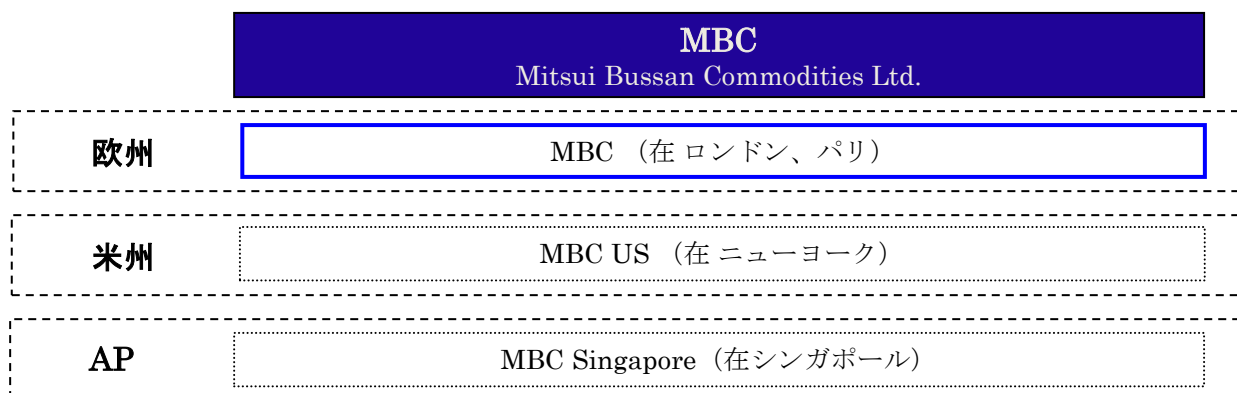 MBC
Mitsui Bussan Commodities Ltd.
欧州
MBC （在 ロンドン、パリ）
米州
MBC US （在 ニューヨーク）
AP
MBC Singapore（在シンガポール）